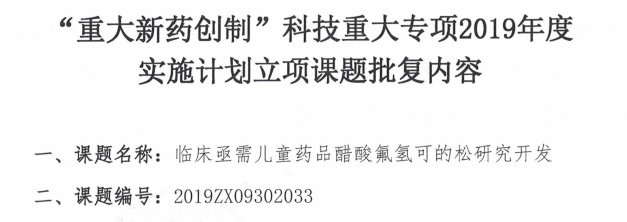 “重大新药创制”科技重大专项2019年度
实施计划立项课题批复内容
一、课题名称：临床亟需儿童药品醋酸氟氢可的松研究开发
二、课题编号：2019ZX09302033